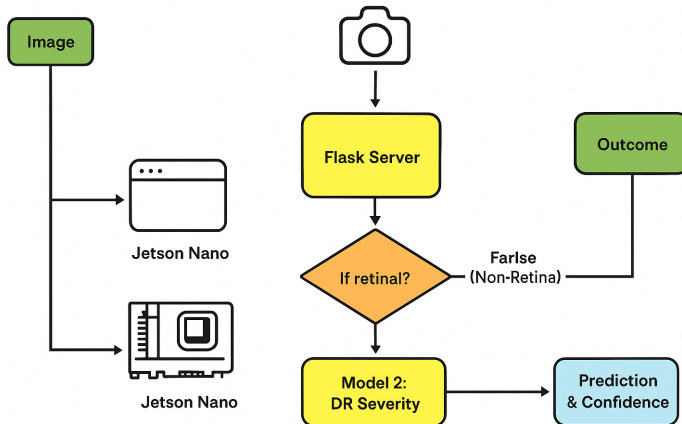 Image
Jetson Nano
Jetson Nano
Flask Server
If retinal?
Farlse
(Non-Retina)
Outcome
Model 2:
DR Severity
Prediction
& Confidence